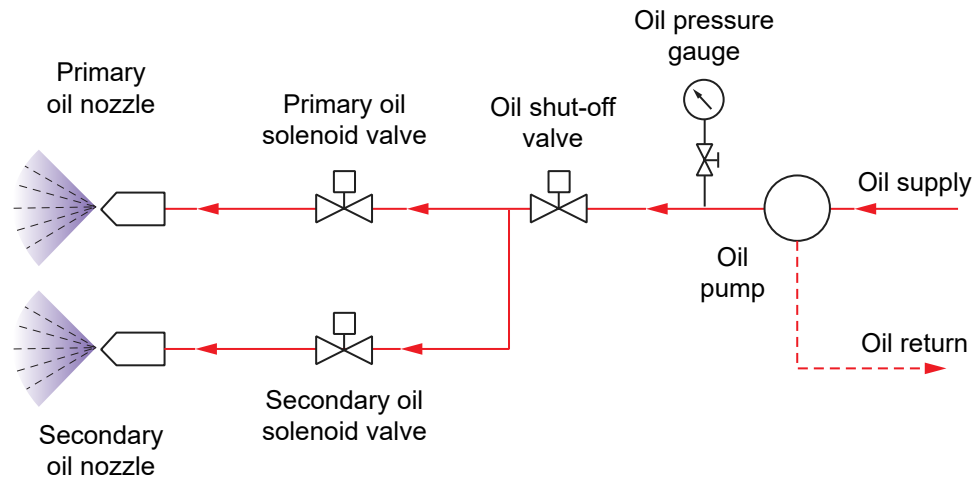 Oil pressure
gauge
Primary
oil nozzle
Primary oil
solenoid valve
Oil shut-off
valve
Oil supply
Oil
pump
Oil return
Secondary oil
solenoid valve
Secondary
oil nozzle